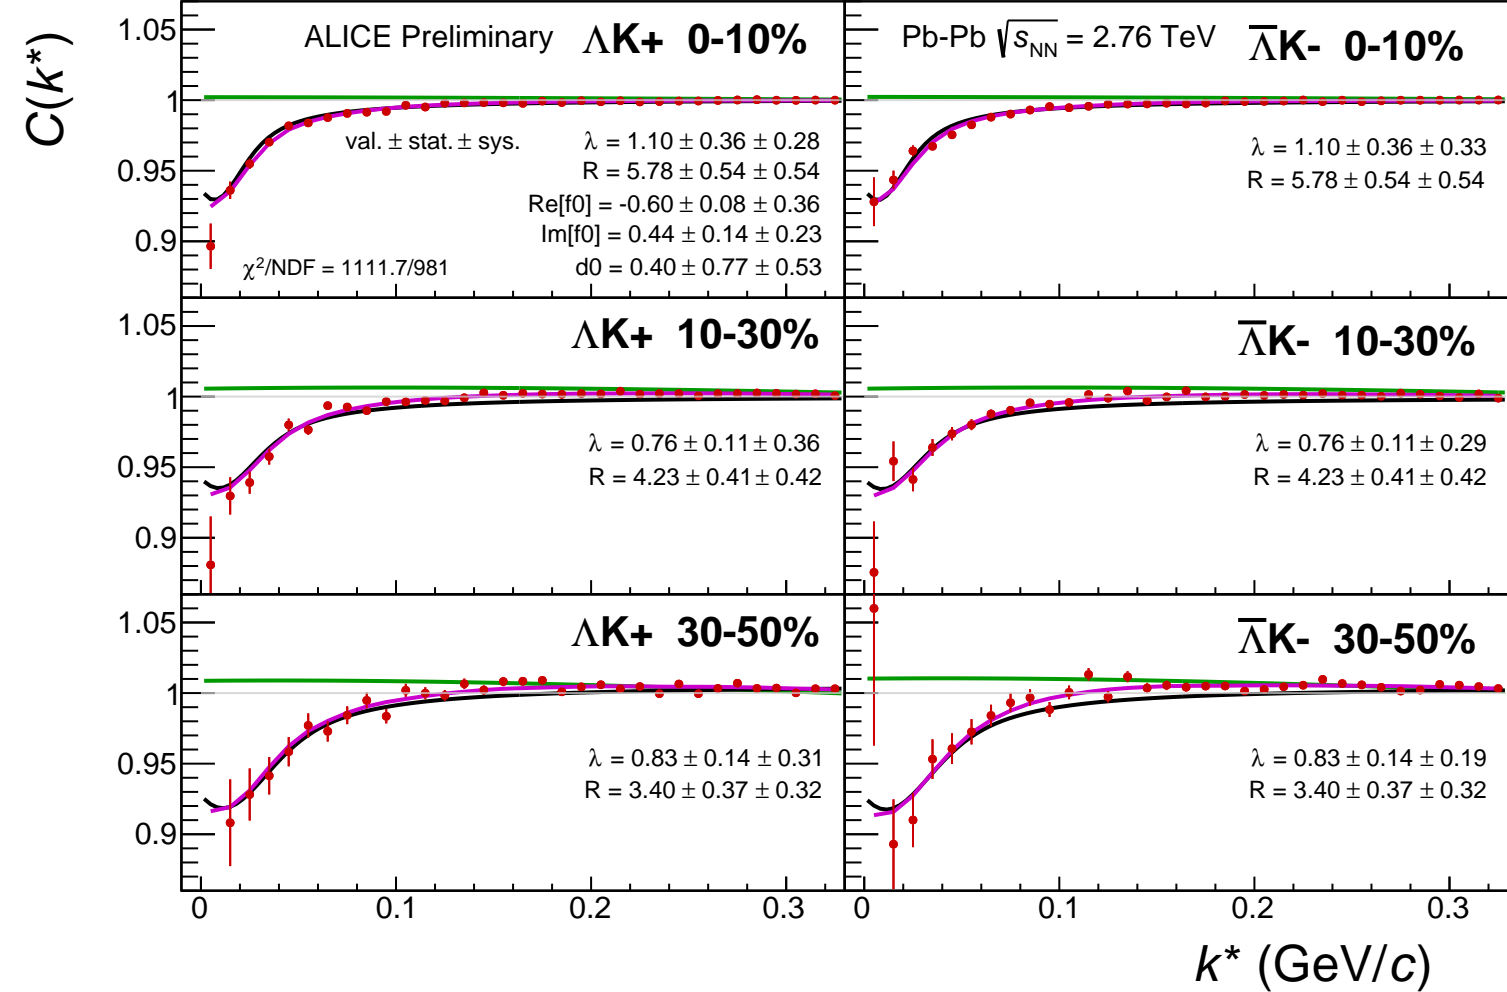 C(k*)
1.05
1
0.95
0.9
ALICE Preliminary ΛK+ 0-10%
val. ± stat. ± sys.
λ = 1.10 ± 0.36 ± 0.28
R = 5.78 ± 0.54 ± 0.54
Re[f0] = -0.60 ± 0.08 ± 0.36
Im[f0] = 0.44 ± 0.14 ± 0.23
d0 = 0.40 ± 0.77 ± 0.53
χ²/NDF = 1111.7/981
Pb-Pb √s_NN = 2.76 TeV Λ̅K- 0-10%
λ = 1.10 ± 0.36 ± 0.33
R = 5.78 ± 0.54 ± 0.54
1.05
1
0.95
0.9
ΛK+ 10-30%
λ = 0.76 ± 0.11 ± 0.36
R = 4.23 ± 0.41 ± 0.42
Λ̅K- 10-30%
λ = 0.76 ± 0.11 ± 0.29
R = 4.23 ± 0.41 ± 0.42
1.05
1
0.95
0.9
ΛK+ 30-50%
λ = 0.83 ± 0.14 ± 0.31
R = 3.40 ± 0.37 ± 0.32
Λ̅K- 30-50%
λ = 0.83 ± 0.14 ± 0.19
R = 3.40 ± 0.37 ± 0.32
0 0.1 0.2 0.3 0 0.1 0.2 0.3
k* (GeV/c)